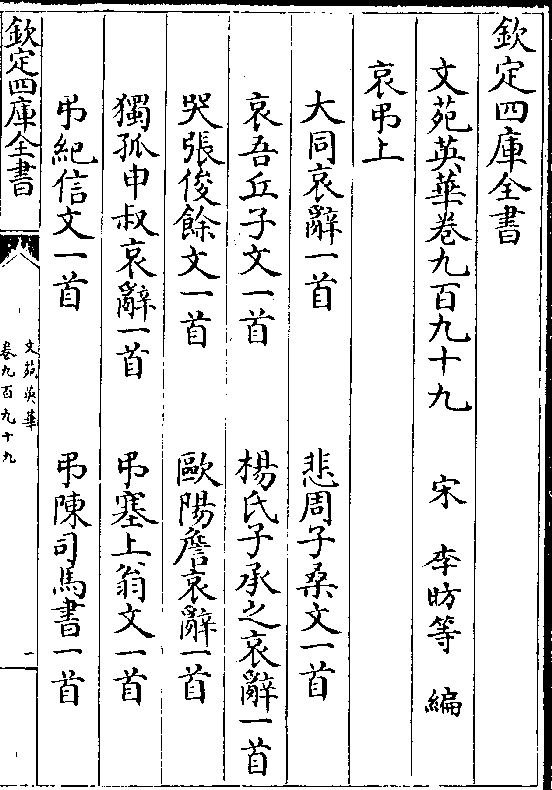 欽定四庫全書
文苑英華卷九百九十九 宋 李昉等 編
哀弔上
大同哀辭一首 悲周子桑文一首
哀吾丘子文一首 楊氏子承之哀辭一首
哭張俊餘文一首 歐陽詹哀辭一首
獨孤申叔哀辭一首 弔塞上翁文一首
弔紀信文一首 弔陳司馬書一首
欽定四庫全書
文苑英華
卷九百九十九
一